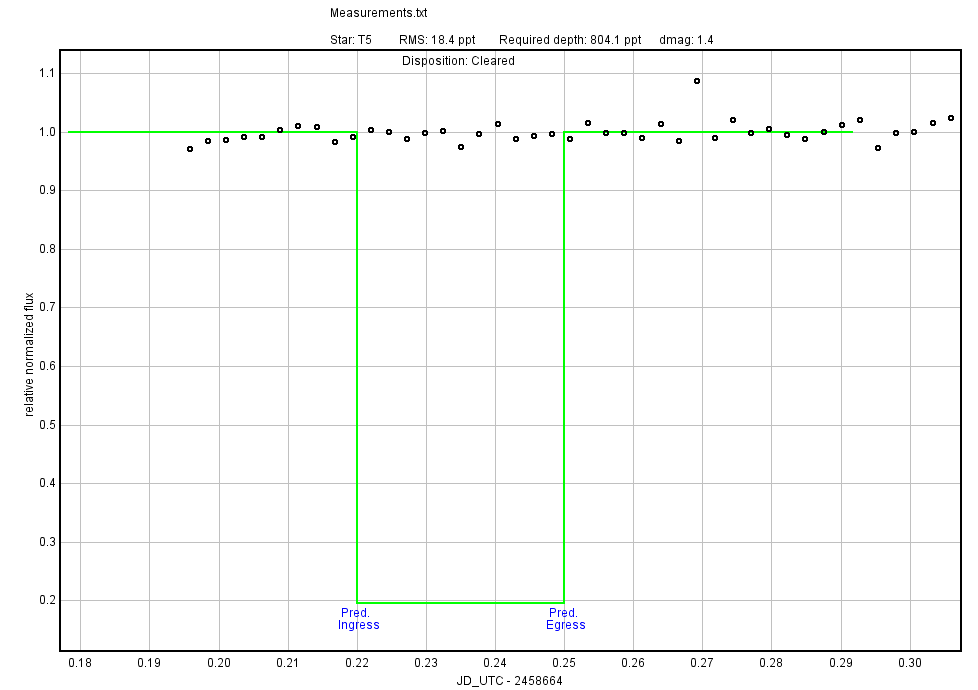 Measurements.txt
Star: T5 RMS: 18.4 ppt Required depth: 804.1 ppt dmag: 1.4
Disposition: Cleared
relative normalized flux
1.1
1.0
0.9
0.8
0.7
0.6
0.5
0.4
0.3
0.2
Pred.
Ingress
Pred.
Egress
0.18 0.19 0.20 0.21 0.22 0.23 0.24 0.25 0.26 0.27 0.28 0.29 0.30
JD_UTC - 2458664